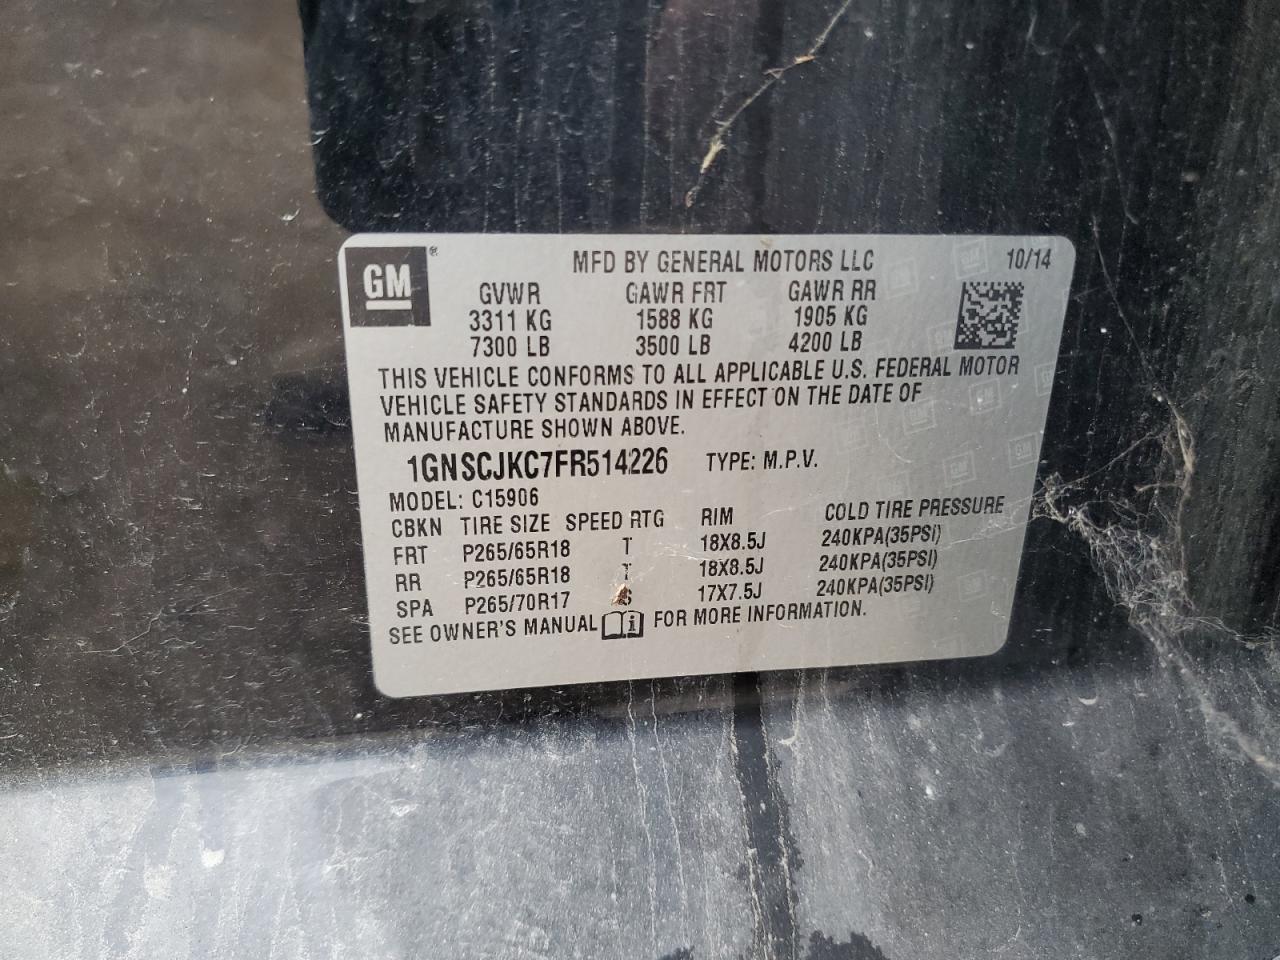 GM ®
MFD BY GENERAL MOTORS LLC 10/14
GVWR GAWR FRT GAWR RR
3311 KG 1588 KG 1905 KG
7300 LB 3500 LB 4200 LB
THIS VEHICLE CONFORMS TO ALL APPLICABLE U.S. FEDERAL MOTOR
VEHICLE SAFETY STANDARDS IN EFFECT ON THE DATE OF
MANUFACTURE SHOWN ABOVE.
1GNSCJKC7FR514226 TYPE: M.P.V.
MODEL: C15906
CBKN TIRE SIZE SPEED RTG RIM COLD TIRE PRESSURE
FRT P265/65R18 T 18X8.5J 240KPA(35PSI)
RR P265/65R18 T 18X8.5J 240KPA(35PSI)
SPA P265/70R17 S 17X7.5J 240KPA(35PSI)
SEE OWNER'S MANUAL i FOR MORE INFORMATION.